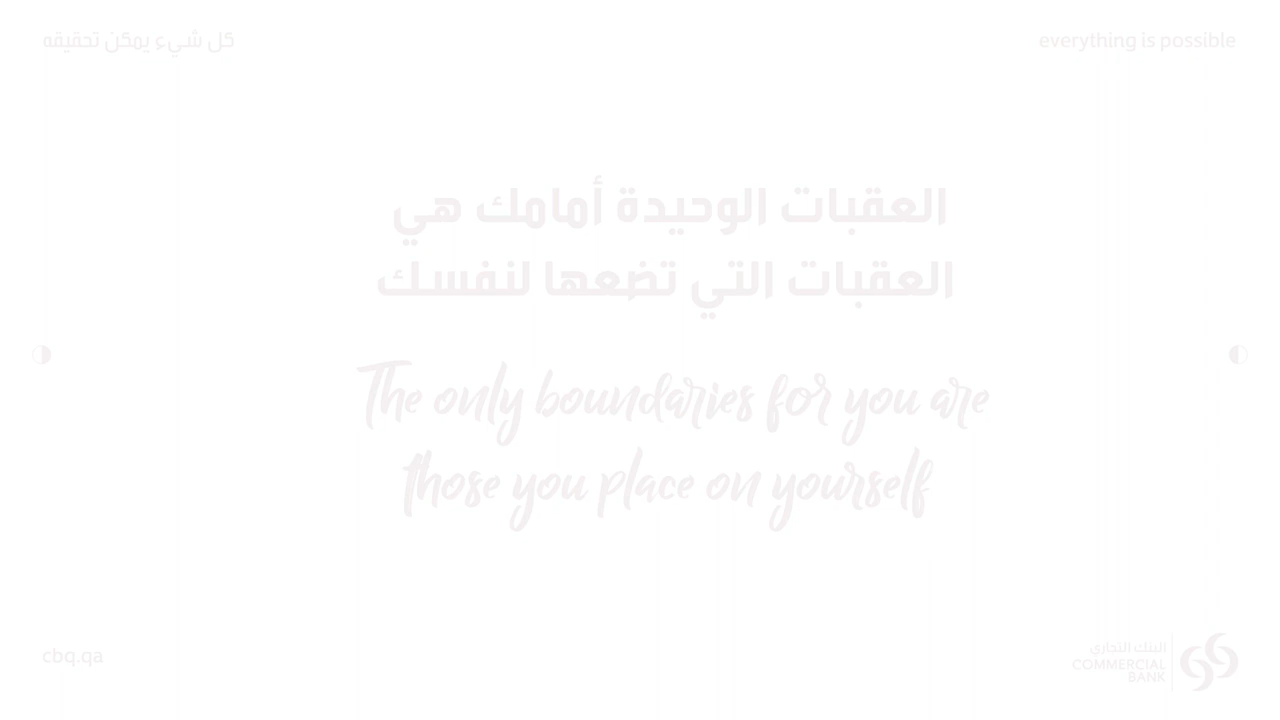 كل شيء يمكن تحقيقه
everything is possible
العقبات الوحيدة أمامك هي
العقبات التي تضعها لنفسك
The only boundaries for you are
those you place on yourself
cbq.qa
البنك التجاري
COMMERCIAL
BANK